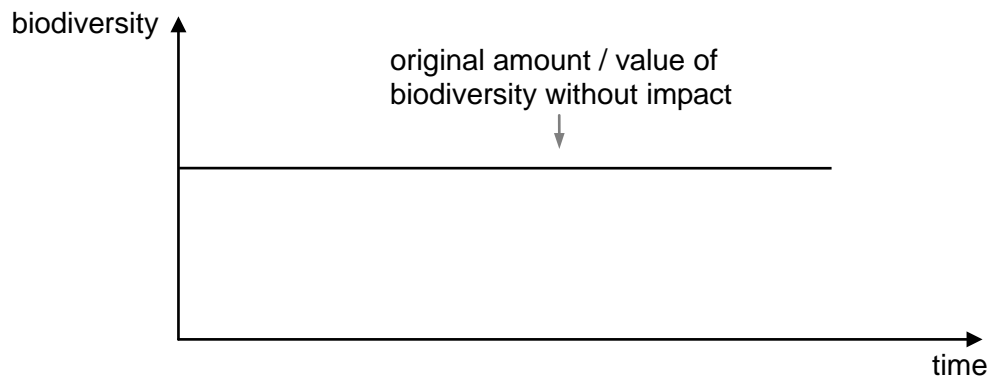 biodiversity
original amount / value of
biodiversity without impact
time